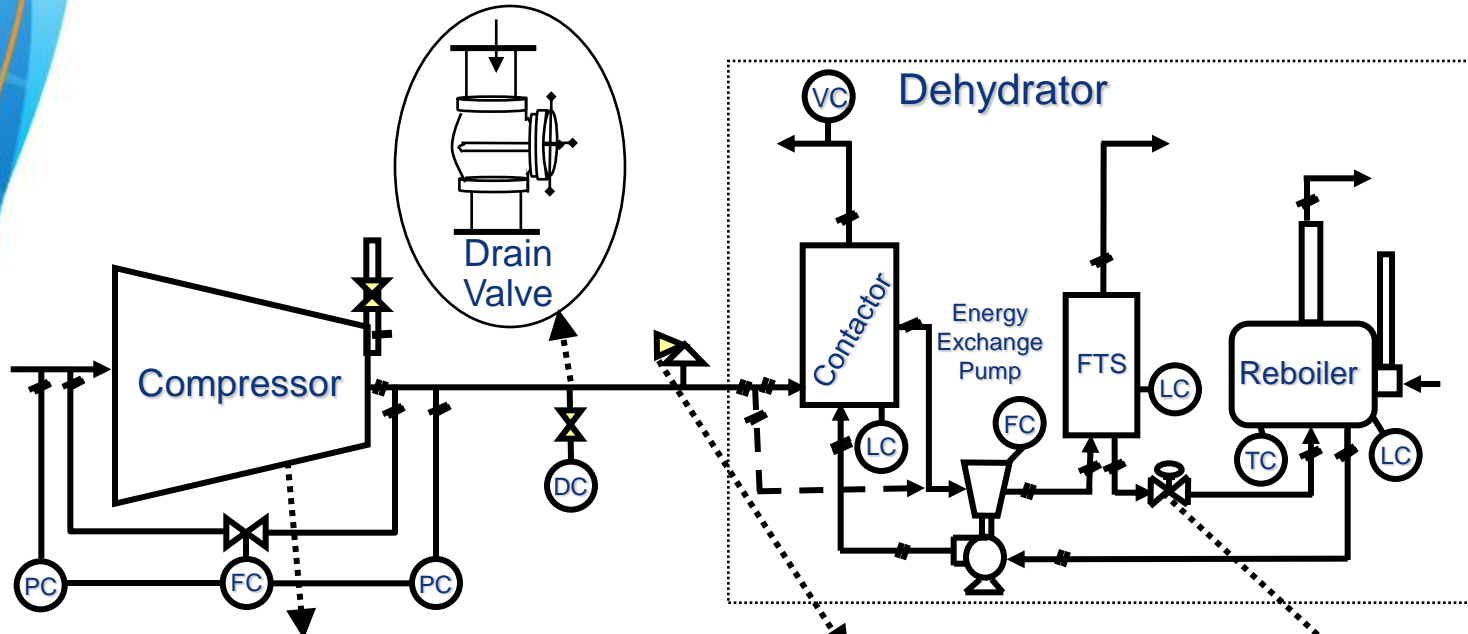 VC
Dehydrator
Drain
Valve
Contactor
Energy
Exchange
Pump
FTS
Reboiler
Compressor
LC
FC
LC
TC
LC
DC
PC
FC
PC